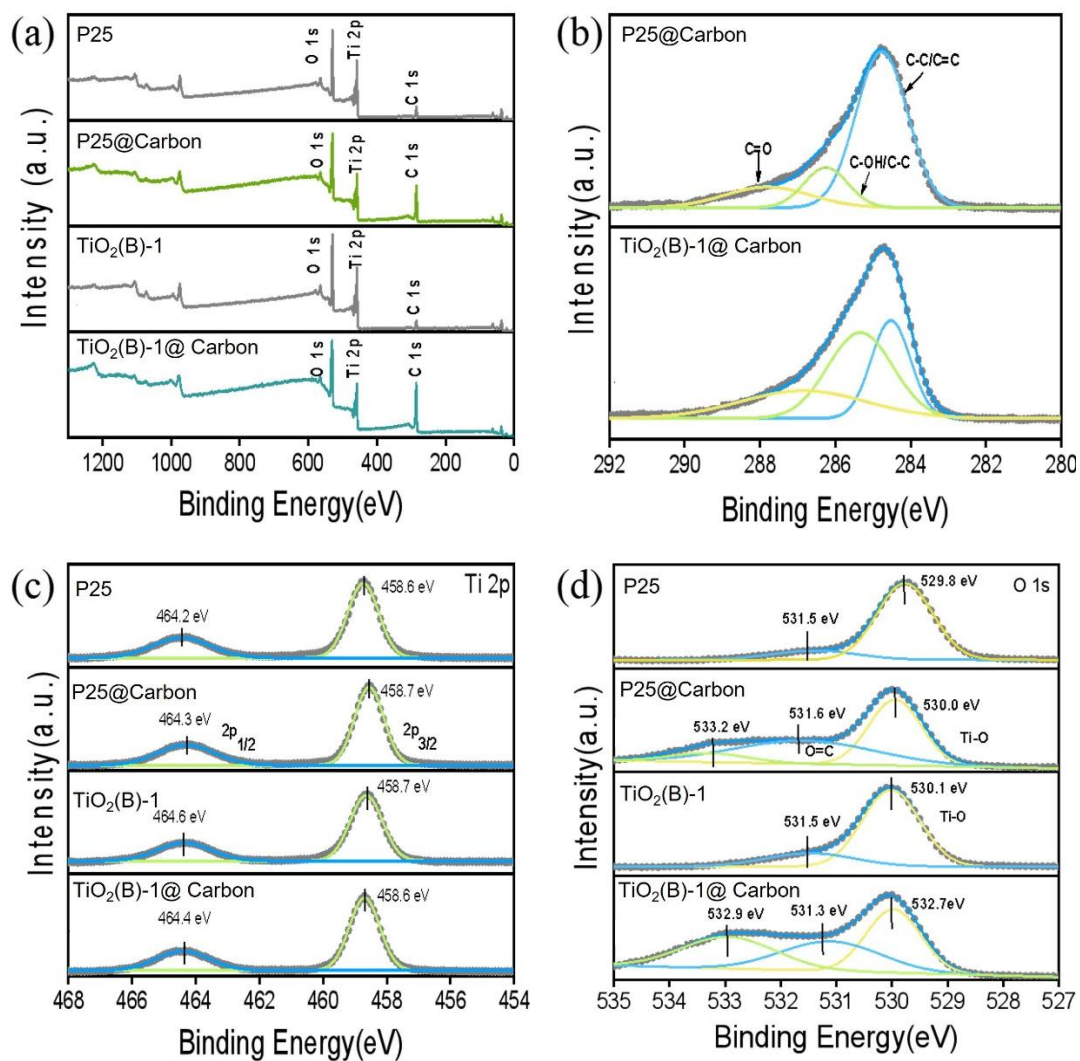 (a)
P25
O 1s
Ti 2p
C 1s
P25@Carbon
O 1s
Ti 2p
C 1s
TiO₂(B)-1
O 1s
Ti 2p
C 1s
TiO₂(B)-1@ Carbon
O 1s
Ti 2p
C 1s
Intensity (a.u.)
1200 1000 800 600 400 200 0
Binding Energy(eV)
(b)
P25@Carbon
C-C/C=C
C=O
C-OH/C-C
TiO₂(B)-1@ Carbon
Intensity(a.u.)
292 290 288 286 284 282 280
Binding Energy(eV)
(c)
P25
Ti 2p
458.6 eV
464.2 eV
P25@Carbon
458.7 eV
464.3 eV
2p1/2
2p3/2
TiO₂(B)-1
458.7 eV
464.6 eV
TiO₂(B)-1@ Carbon
458.6 eV
464.4 eV
Intensity(a.u.)
468 466 464 462 460 458 456 454
Binding Energy(eV)
(d)
P25
O 1s
529.8 eV
531.5 eV
P25@Carbon
530.0 eV
531.6 eV
533.2 eV
Ti-O
O=C
TiO₂(B)-1
530.1 eV
Ti-O
531.5 eV
TiO₂(B)-1@ Carbon
532.9 eV
531.3 eV
532.7eV
Intensity(a.u.)
535 534 533 532 531 530 529 528 527
Binding Energy(eV)